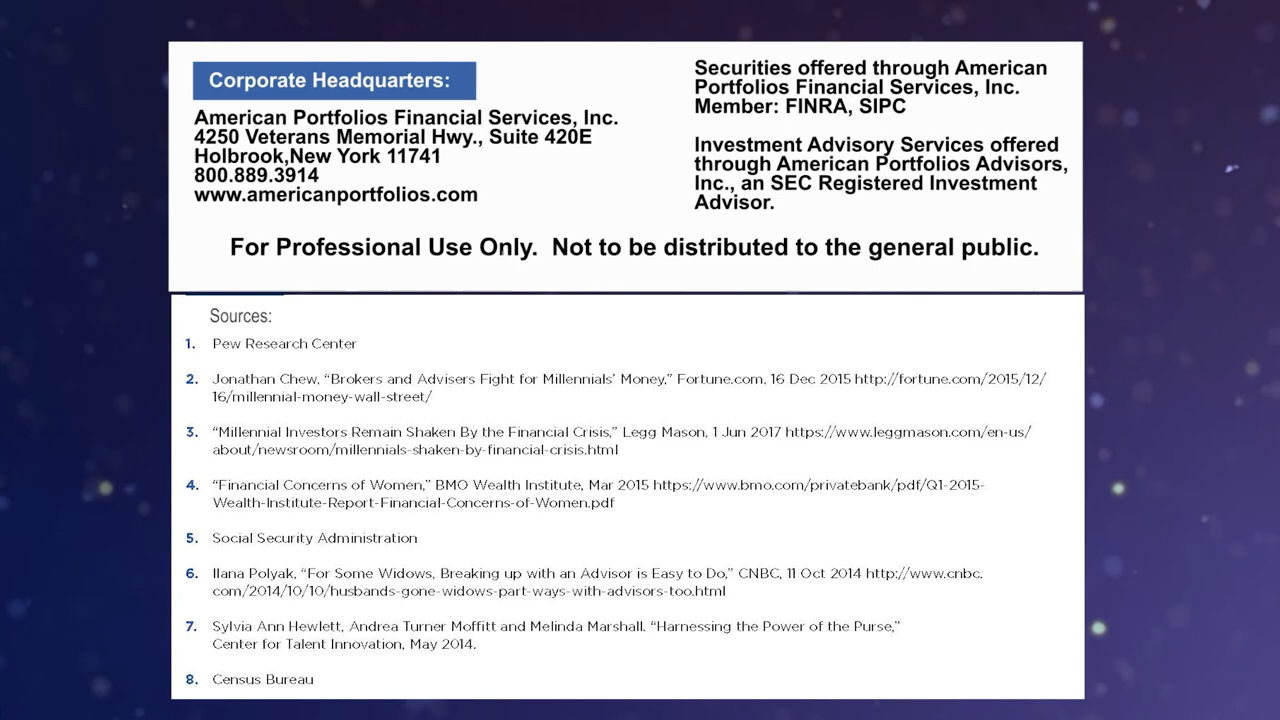 Corporate Headquarters:
American Portfolios Financial Services, Inc.
4250 Veterans Memorial Hwy., Suite 420E
Holbrook,New York 11741
800.889.3914
www.americanportfolios.com
Securities offered through American
Portfolios Financial Services, Inc.
Member: FINRA, SIPC
Investment Advisory Services offered
through American Portfolios Advisors,
Inc., an SEC Registered Investment
Advisor.
For Professional Use Only.  Not to be distributed to the general public.
Sources:
1. Pew Research Center
2. Jonathan Chew, “Brokers and Advisers Fight for Millennials’ Money,” Fortune.com, 16 Dec 2015 http://fortune.com/2015/12/
16/millennial-money-wall-street/
3. “Millennial Investors Remain Shaken By the Financial Crisis,” Legg Mason, 1 Jun 2017 https://www.leggmason.com/en-us/
about/newsroom/millennials-shaken-by-financial-crisis.html
4. “Financial Concerns of Women,” BMO Wealth Institute, Mar 2015 https://www.bmo.com/privatebank/pdf/Q1-2015-
Wealth-Institute-Report-Financial-Concerns-of-Women.pdf
5. Social Security Administration
6. Ilana Polyak, “For Some Widows, Breaking up with an Advisor is Easy to Do,” CNBC, 11 Oct 2014 http://www.cnbc.
com/2014/10/10/husbands-gone-widows-part-ways-with-advisors-too.html
7. Sylvia Ann Hewlett, Andrea Turner Moffitt and Melinda Marshall. “Harnessing the Power of the Purse,”
Center for Talent Innovation, May 2014.
8. Census Bureau